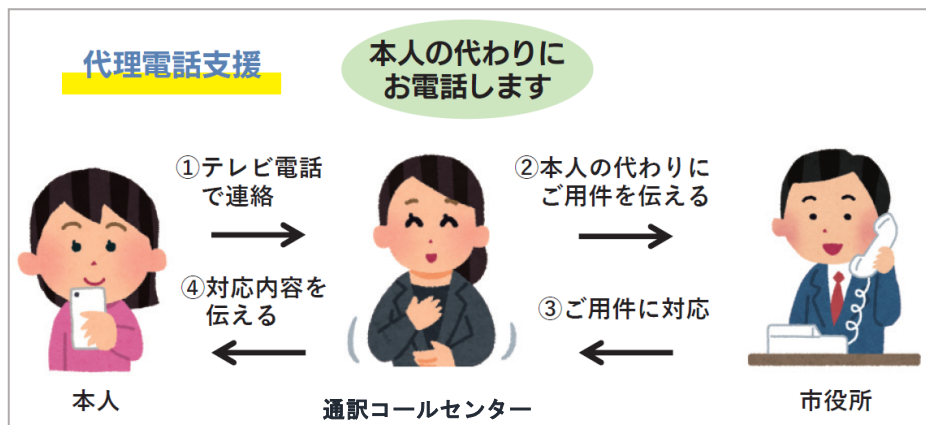 代理電話支援
本人の代わりに
お電話します
①テレビ電話
で連絡
②本人の代わりに
ご用件を伝える
④対応内容を
伝える
③ご用件に対応
本人
通訳コールセンター
市役所